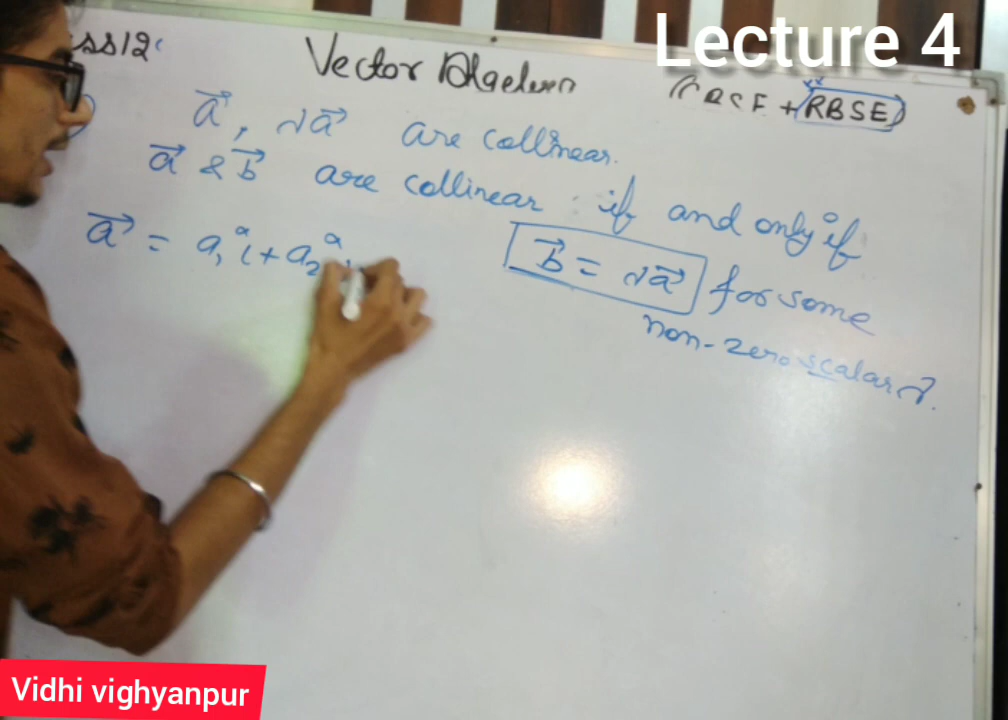 Lecture 4
Vector Algebra
+ RBSE
a⃗, λa⃗ are collinear.
a⃗ & b⃗ are collinear if and only if
b⃗ = λa⃗ for some
non-zero scalar λ.
a⃗ = a₁î + a₂
Vidhi vighyanpur